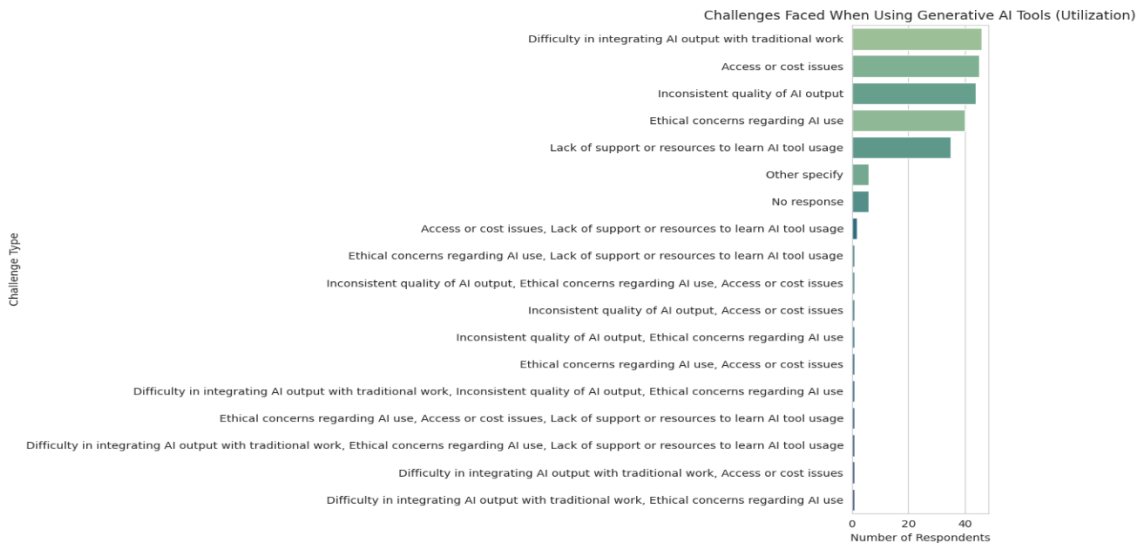 Challenges Faced When Using Generative AI Tools (Utilization)
Difficulty in integrating AI output with traditional work
Access or cost issues
Inconsistent quality of AI output
Ethical concerns regarding AI use
Lack of support or resources to learn AI tool usage
Other specify
No response
Access or cost issues, Lack of support or resources to learn AI tool usage
Ethical concerns regarding AI use, Lack of support or resources to learn AI tool usage
Inconsistent quality of AI output, Ethical concerns regarding AI use, Access or cost issues
Inconsistent quality of AI output, Access or cost issues
Inconsistent quality of AI output, Ethical concerns regarding AI use
Ethical concerns regarding AI use, Access or cost issues
Difficulty in integrating AI output with traditional work, Inconsistent quality of AI output, Ethical concerns regarding AI use
Ethical concerns regarding AI use, Access or cost issues, Lack of support or resources to learn AI tool usage
Difficulty in integrating AI output with traditional work, Ethical concerns regarding AI use, Lack of support or resources to learn AI tool usage
Difficulty in integrating AI output with traditional work, Access or cost issues
Difficulty in integrating AI output with traditional work, Ethical concerns regarding AI use
Challenge Type
0 20 40
Number of Respondents